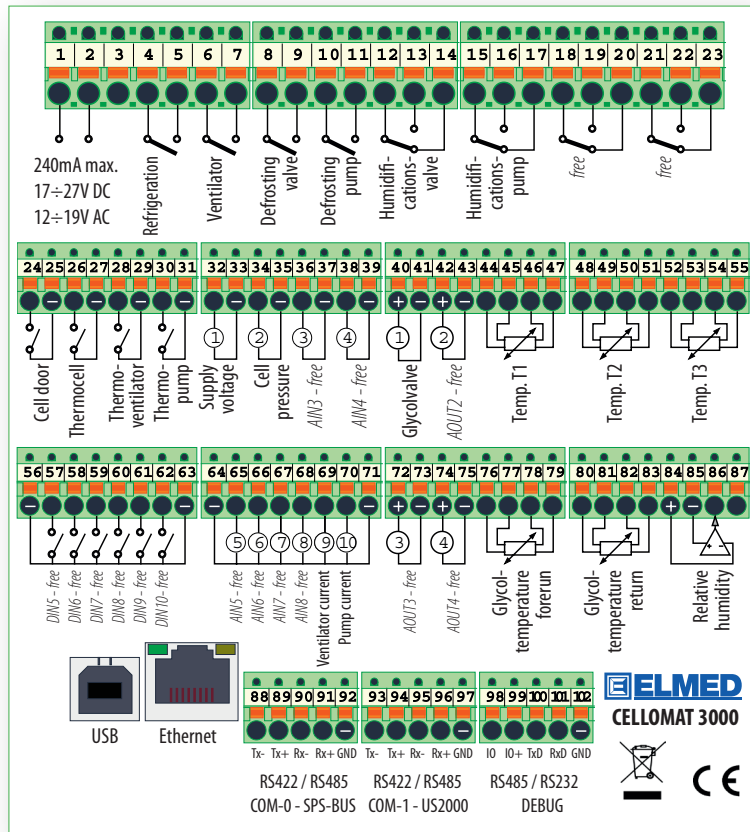 1 2 3 4 5 6 7 8 9 10 11 12 13 14 15 16 17 18 19 20 21 22 23
240mA max.
17÷27V DC
12÷19V AC
Refrigeration
Ventilator
Defrosting
valve
Defrosting
pump
Humidifi-
cations-
valve
Humidifi-
cations-
pump
free
free
24 25 26 27 28 29 30 31 32 33 34 35 36 37 38 39 40 41 42 43 44 45 46 47 48 49 50 51 52 53 54 55
− − − − − − − − + − + −
1 2 3 4 1 2
Cell door
Thermocell
Thermo-
ventilator
Thermo-
pump
Supply
voltage
Cell
pressure
AIN3 - free
AIN4 - free
Glycolvalve
AOUT2 - free
Temp. T1
Temp. T2
Temp. T3
56 57 58 59 60 61 62 63 64 65 66 67 68 69 70 71 72 73 74 75 76 77 78 79 80 81 82 83 84 85 86 87
− − − − + − + − + −
5 6 7 8 9 10 3 4 + -
DIN5 - free
DIN6 - free
DIN7 - free
DIN8 - free
DIN9 - free
DIN10- free
AIN5 - free
AIN6 - free
AIN7 - free
AIN8 - free
Ventilator current
Pump current
AOUT3 - free
AOUT4 - free
Glycol-
temperature
forerun
Glycol-
temperature
return
Relative
humidity
USB
Ethernet
88 89 90 91 92 93 94 95 96 97 98 99 10 10 10
− − −
Tx- Tx+ Rx- Rx+ GND Tx- Tx+ Rx- Rx+ GND IO IO+ TxD RxD GND
RS422 / RS485
COM-0 - SPS-BUS
RS422 / RS485
COM-1 - US2000
RS485 / RS232
DEBUG
ELMED
CELLOMAT 3000
CE